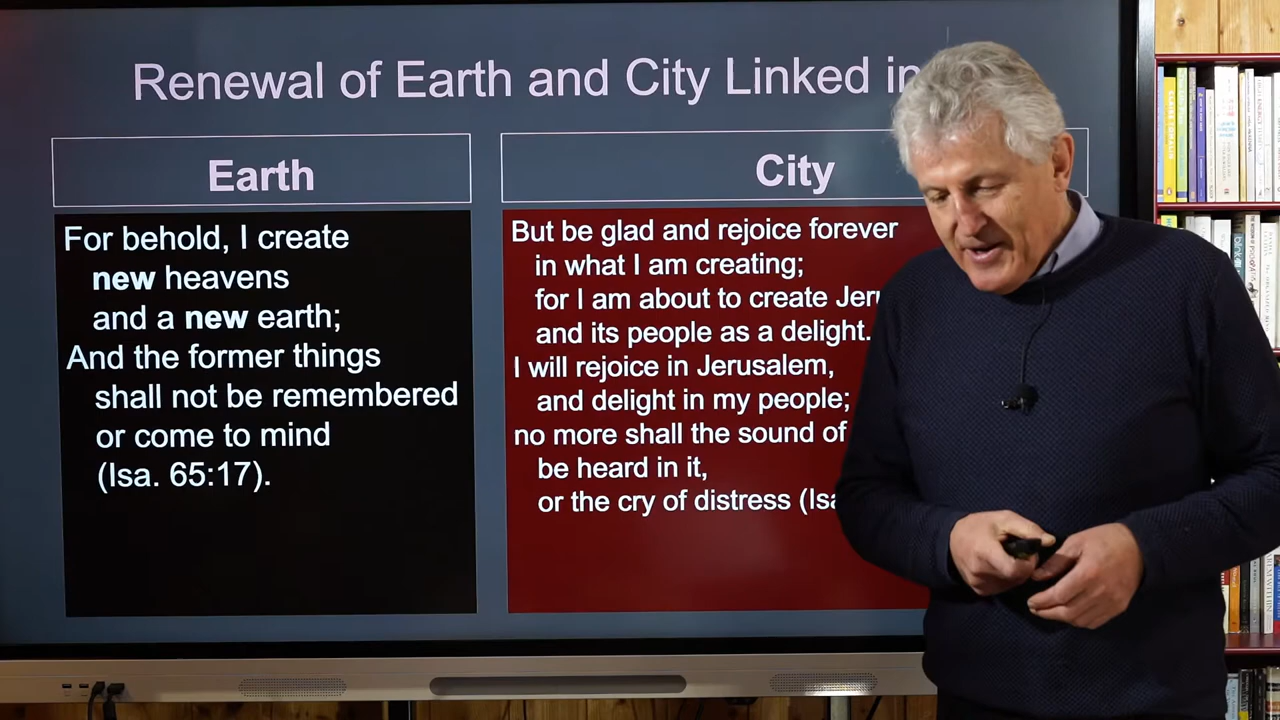 Renewal of Earth and City Linked in
Earth
For behold, I create
new heavens
and a new earth;
And the former things
shall not be remembered
or come to mind
(Isa. 65:17).
City
But be glad and rejoice forever
in what I am creating;
for I am about to create
and its people as a delight.
I will rejoice in Jerusalem,
and delight in my people;
no more shall the sound of
be heard in it,
or the cry of distress